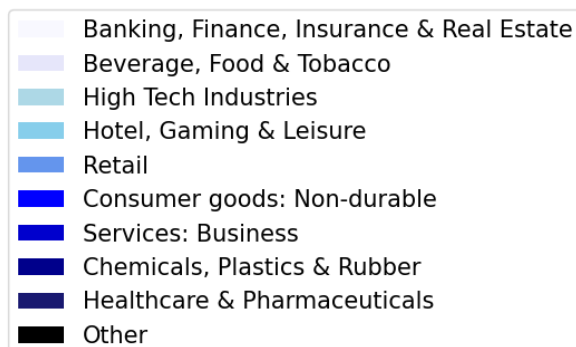 Banking, Finance, Insurance & Real Estate
Beverage, Food & Tobacco
High Tech Industries
Hotel, Gaming & Leisure
Retail
Consumer goods: Non-durable
Services: Business
Chemicals, Plastics & Rubber
Healthcare & Pharmaceuticals
Other